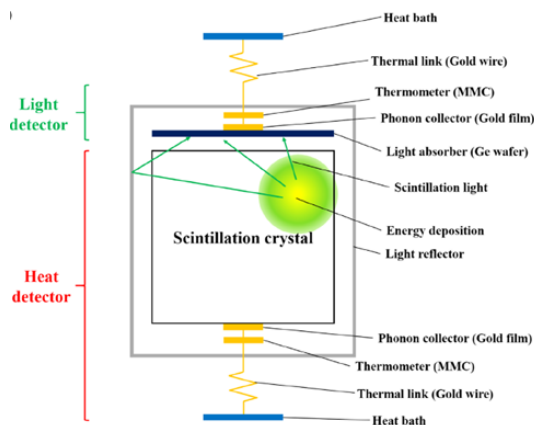 )
Heat bath
Thermal link (Gold wire)
Thermometer (MMC)
Light
detector
Phonon collector (Gold film)
Light absorber (Ge wafer)
Scintillation light
Energy deposition
Scintillation crystal
Light reflector
Heat
detector
Phonon collector (Gold film)
Thermometer (MMC)
Thermal link (Gold wire)
Heat bath